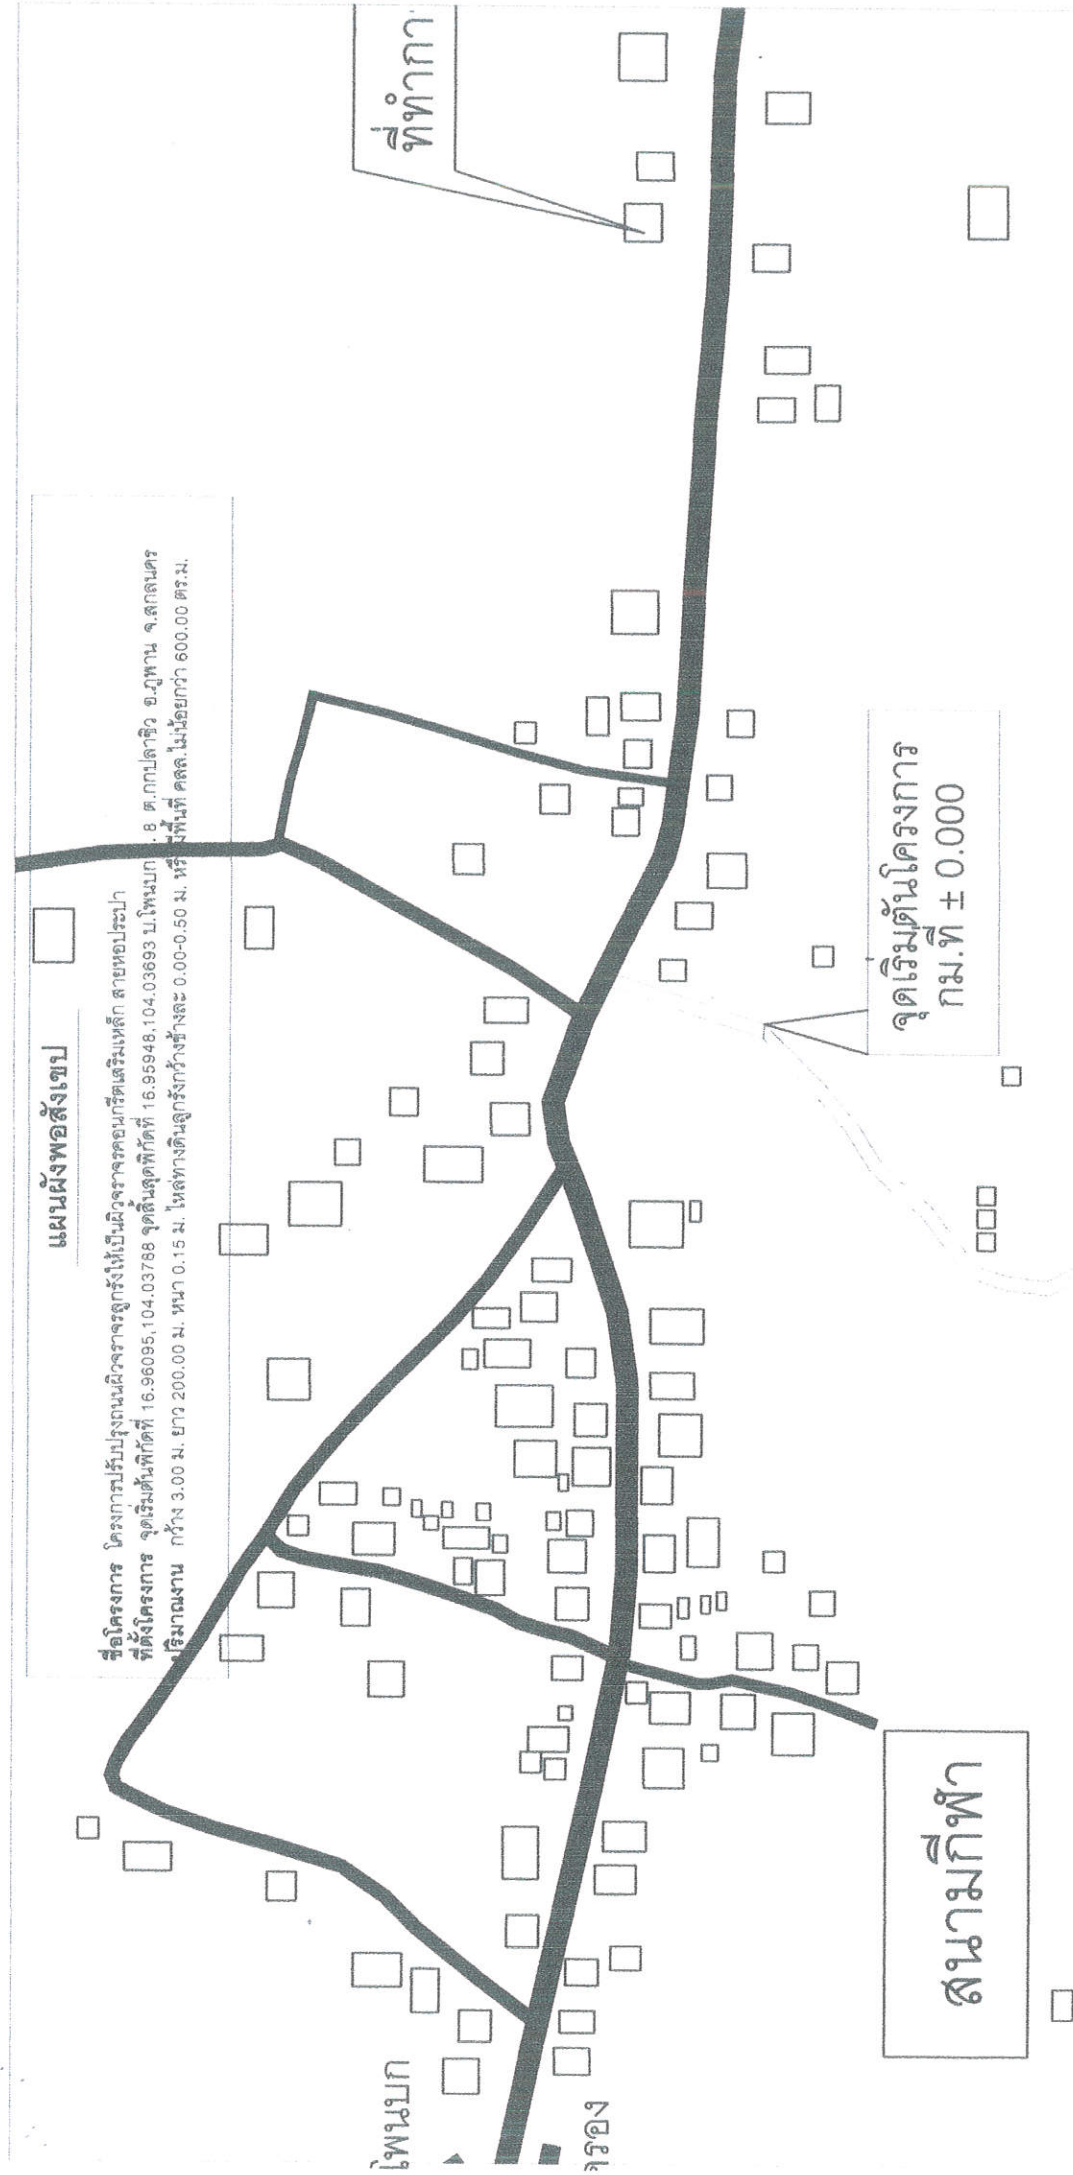 แผนผังพอสังเขป
ชื่อโครงการ โครงการปรับปรุงถนนผิวจราจรลูกรังให้เป็นผิวจราจรคอนกรีตเสริมเหล็ก สายหอประปา
ที่ตั้งโครงการ จุดเริ่มต้นพิกัดที่ 16.96095,104.03788 จุดสิ้นสุดพิกัดที่ 16.95948,104.03693 บ.โพนบก . 8 ต.กกปลาซิว อ.ภูพาน จ.สกลนคร
ปริมาณงาน กว้าง 3.00 ม. ยาว 200.00 ม. หนา 0.15 ม. ไหล่ทางดินลูกรังกว้างข้างละ 0.00-0.50 ม. หรือมีพื้นที่ คสล.ไม่น้อยกว่า 600.00 ตร.ม.
ที่ทำกา
จุดเริ่มต้นโครงการ
กม.ที่ ± 0.000
สนามกีฬา
โพนบก